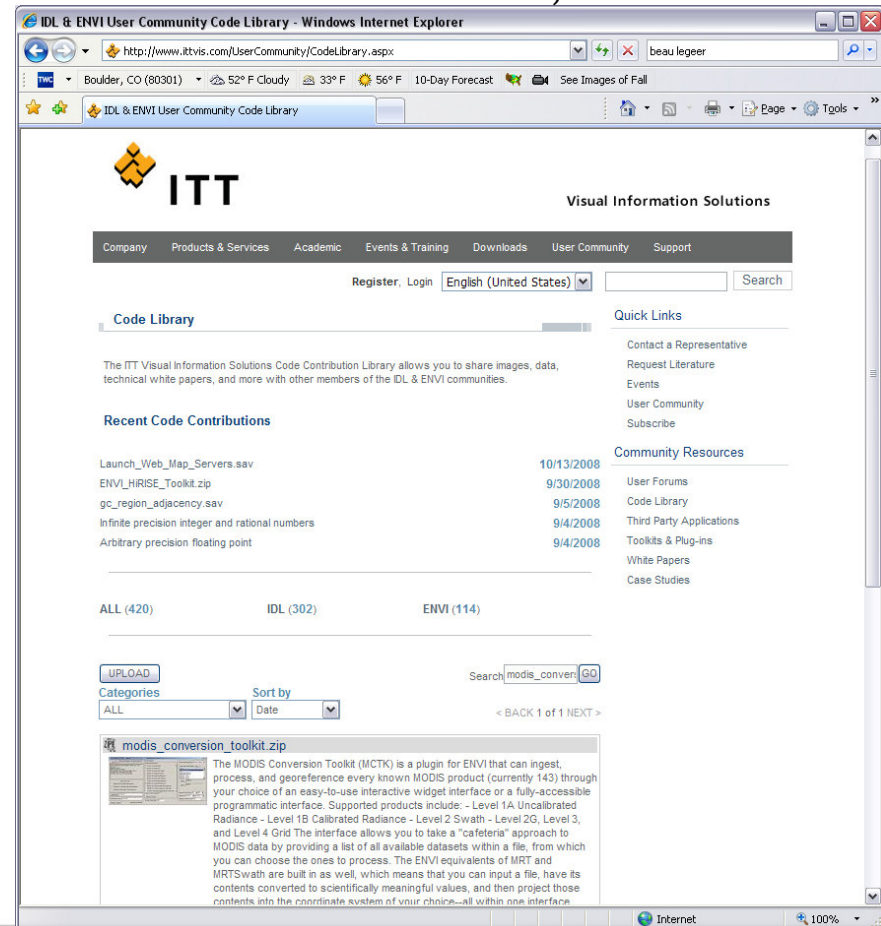 IDL & ENVI User Community Code Library - Windows Internet Explorer
http://www.ittvis.com/UserCommunity/CodeLibrary.aspx
beau legeer
TWC
Boulder, CO (80301)
52° F Cloudy
33° F
56° F
10-Day Forecast
See Images of Fall
IDL & ENVI User Community Code Library
Page
Tools
ITT
Visual Information Solutions
Company Products & Services Academic Events & Training Downloads User Community Support
Register, Login English (United States) Search
Code Library
The ITT Visual Information Solutions Code Contribution Library allows you to share images, data,
technical white papers, and more with other members of the IDL & ENVI communities.
Recent Code Contributions
Launch_Web_Map_Servers.sav 10/13/2008
ENVI_HiRISE_Toolkit.zip 9/30/2008
gc_region_adjacency.sav 9/5/2008
Infinite precision integer and rational numbers 9/4/2008
Arbitrary precision floating point 9/4/2008
ALL (420) IDL (302) ENVI (114)
UPLOAD
Search modis_conver GO
Categories Sort by
ALL Date
< BACK 1 of 1 NEXT >
modis_conversion_toolkit.zip
The MODIS Conversion Toolkit (MCTK) is a plugin for ENVI that can ingest,
process, and georeference every known MODIS product (currently 143) through
your choice of an easy-to-use interactive widget interface or a fully-accessible
programmatic interface. Supported products include: - Level 1A Uncalibrated
Radiance - Level 1B Calibrated Radiance - Level 2 Swath - Level 2G, Level 3,
and Level 4 Grid The interface allows you to take a "cafeteria" approach to
MODIS data by providing a list of all available datasets within a file, from which
you can choose the ones to process. The ENVI equivalents of MRT and
MRTSwath are built in as well, which means that you can input a file, have its
contents converted to scientifically meaningful values, and then project those
contents into the coordinate system of your choice--all within one interface
Quick Links
Contact a Representative
Request Literature
Events
User Community
Subscribe
Community Resources
User Forums
Code Library
Third Party Applications
Toolkits & Plug-ins
White Papers
Case Studies
Internet
100%